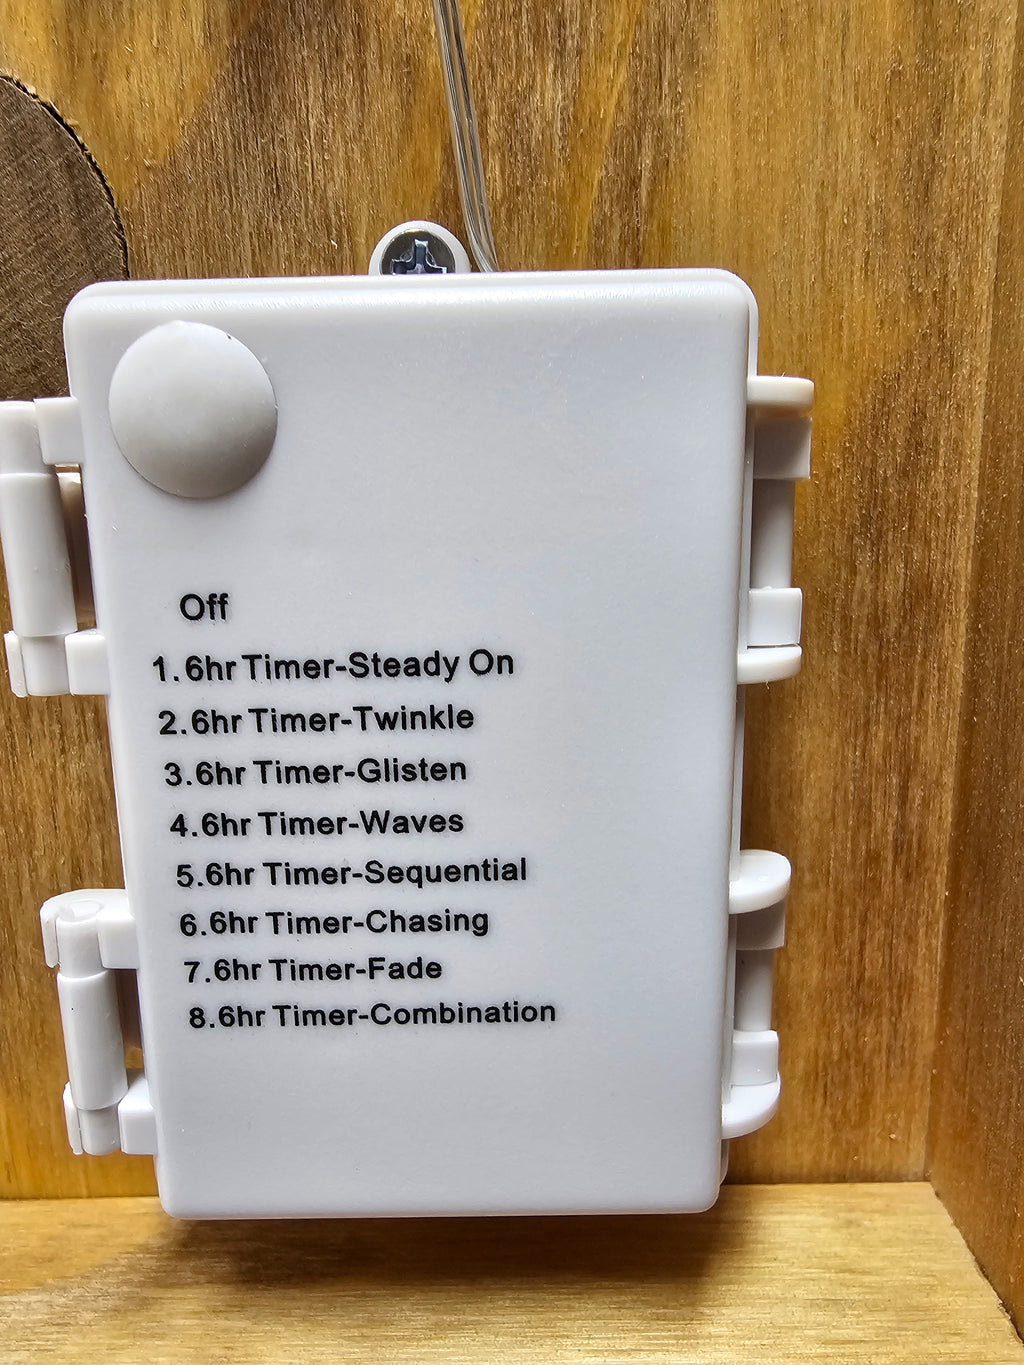 Off
1.6hr Timer-Steady On
2.6hr Timer-Twinkle
3.6hr Timer-Glisten
4.6hr Timer-Waves
5.6hr Timer-Sequential
6.6hr Timer-Chasing
7.6hr Timer-Fade
8.6hr Timer-Combination